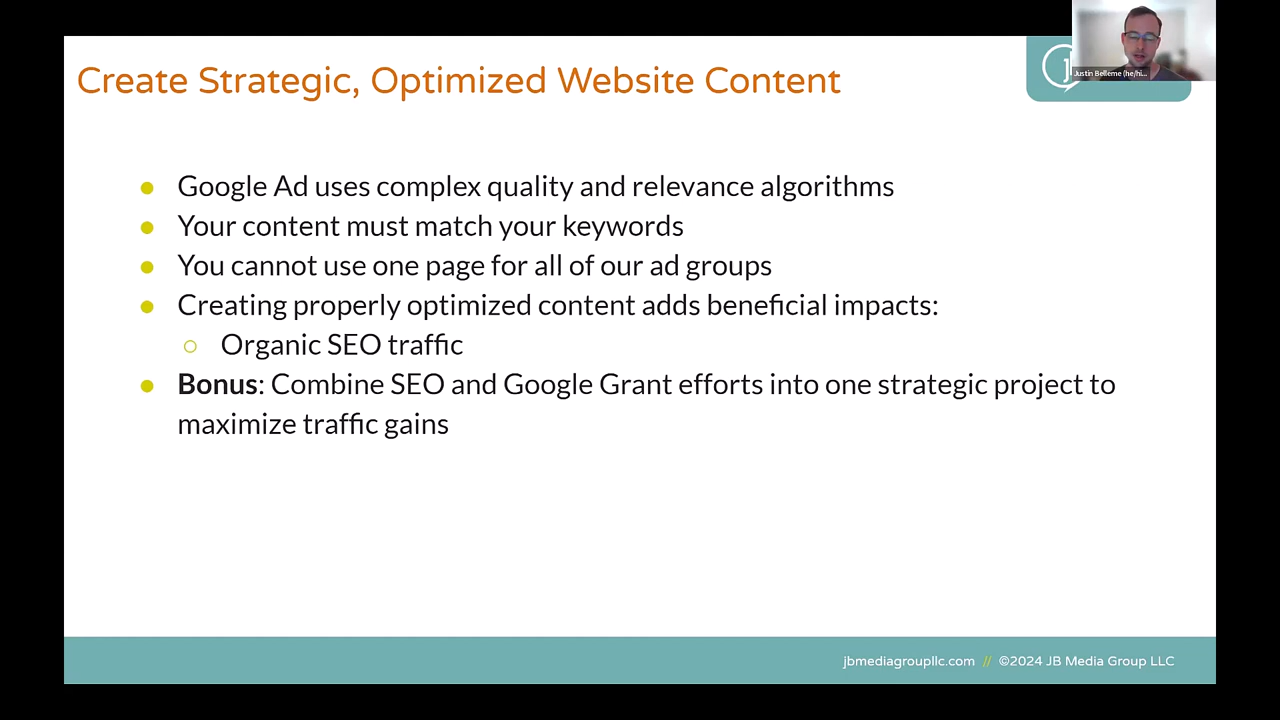 Create Strategic, Optimized Website Content
Justin Belleme (he/hi...
Google Ad uses complex quality and relevance algorithms
Your content must match your keywords
You cannot use one page for all of our ad groups
Creating properly optimized content adds beneficial impacts:
Organic SEO traffic
Bonus: Combine SEO and Google Grant efforts into one strategic project to
maximize traffic gains
jbmediagroupllc.com // ©2024 JB Media Group LLC